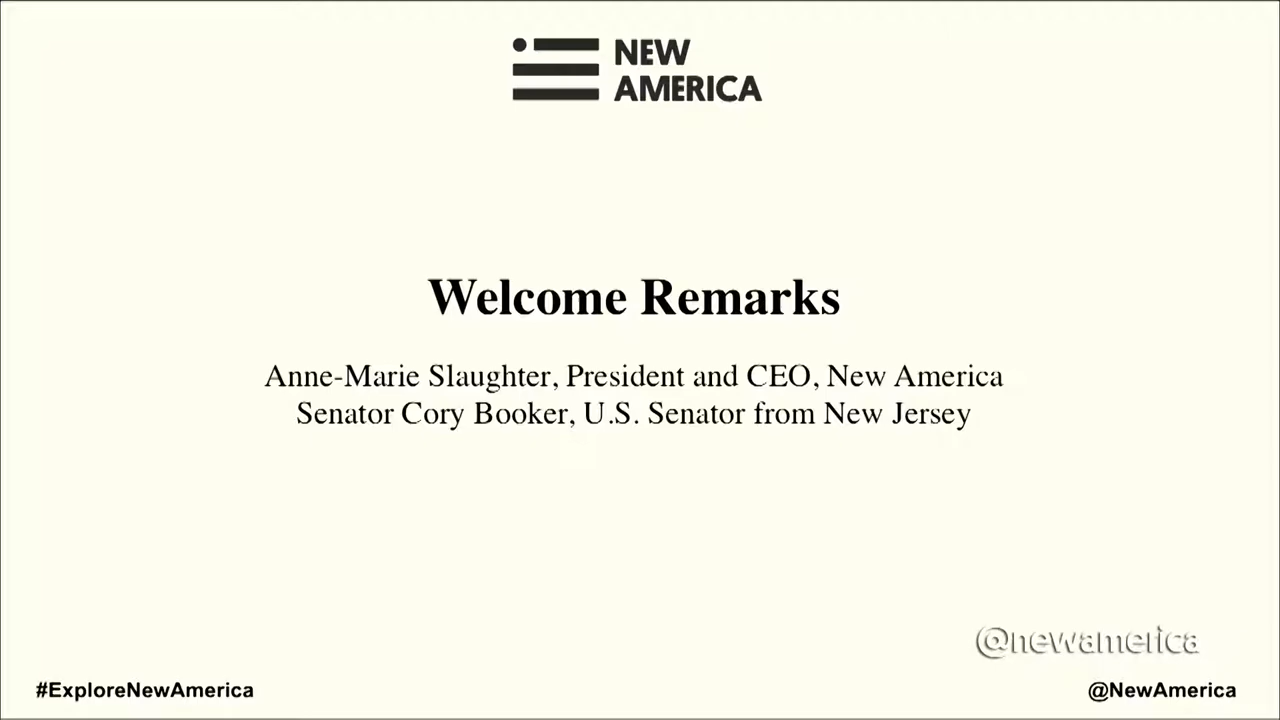 NEW
AMERICA
Welcome Remarks
Anne-Marie Slaughter, President and CEO, New America
Senator Cory Booker, U.S. Senator from New Jersey
@newamerica
#ExploreNewAmerica
@NewAmerica